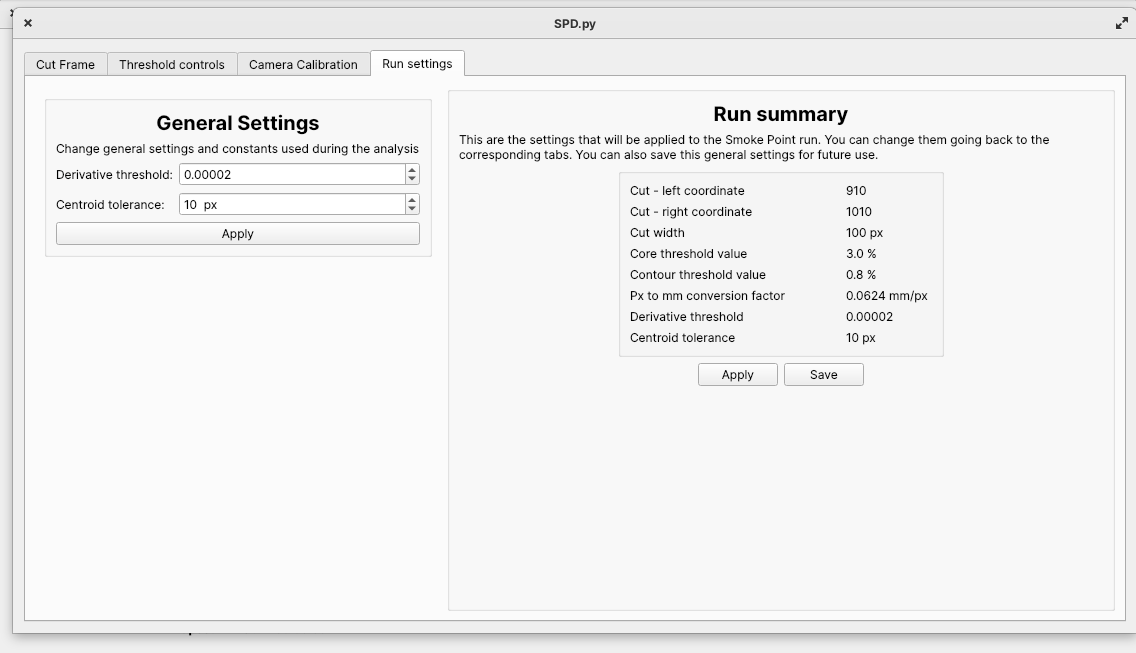 SPD.py
Cut Frame
Threshold controls
Camera Calibration
Run settings
General Settings
Change general settings and constants used during the analysis
Derivative threshold: 0.00002
Centroid tolerance: 10 px
Apply
Run summary
This are the settings that will be applied to the Smoke Point run. You can change them going back to the
corresponding tabs. You can also save this general settings for future use.
Cut - left coordinate 910
Cut - right coordinate 1010
Cut width 100 px
Core threshold value 3.0 %
Contour threshold value 0.8 %
Px to mm conversion factor 0.0624 mm/px
Derivative threshold 0.00002
Centroid tolerance 10 px
Apply
Save